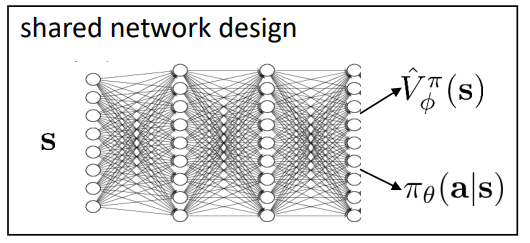 shared network design
s
V̂^π_ϕ(s)
π_θ(a|s)